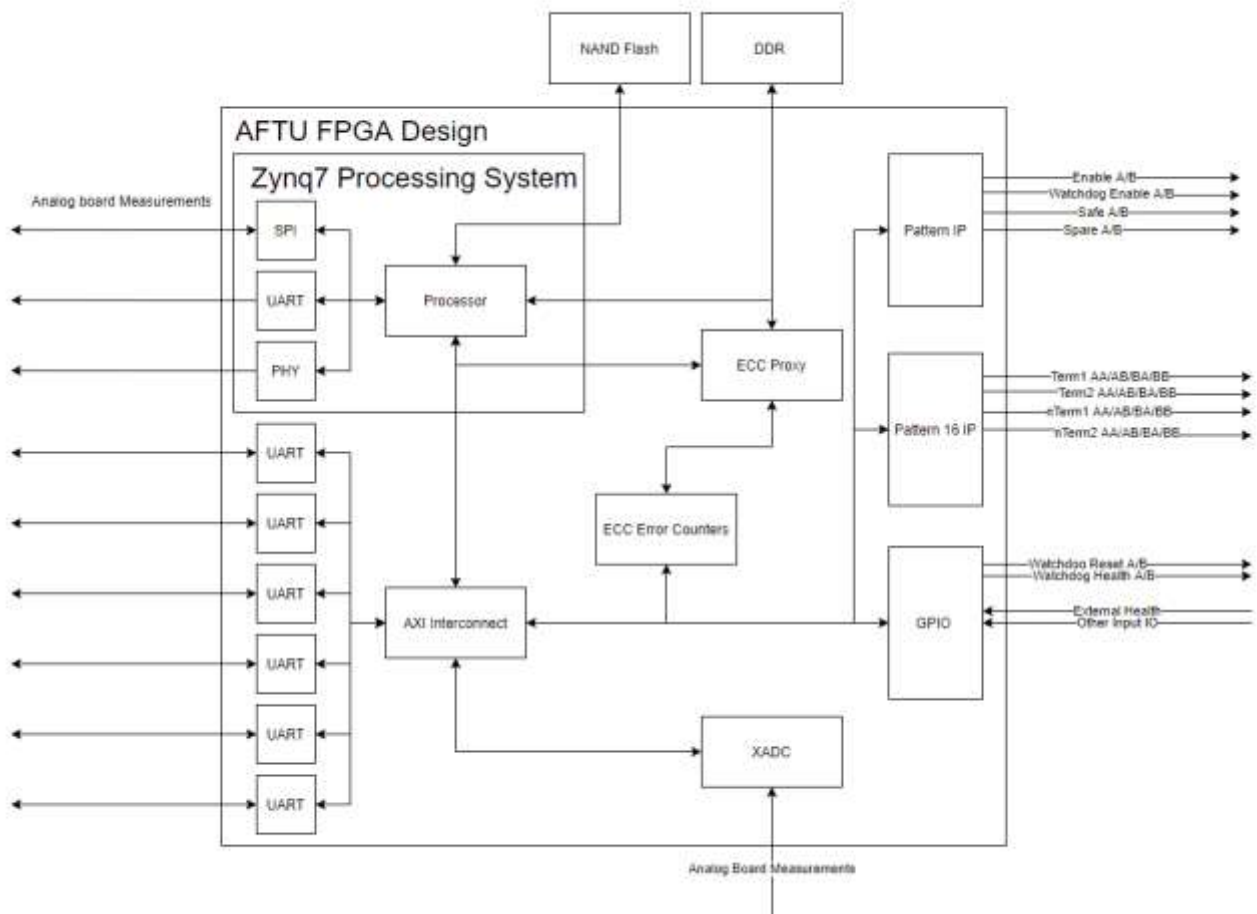 NAND Flash
DDR
AFTU FPGA Design
Zynq7 Processing System
Analog board Measurements
SPI
UART
PHY
Processor
ECC Proxy
ECC Error Counters
Pattern IP
Enable A/B
Watchdog Enable A/B
Safe A/B
Spare A/B
Pattern 16 IP
Term1 AA/AB/BA/BB
Term2 AA/AB/BA/BB
nTerm1 AA/AB/BA/BB
nTerm2 AA/AB/BA/BB
UART
UART
UART
UART
UART
UART
AXI Interconnect
GPIO
Watchdog Reset A/B
Watchdog Health A/B
External Health
Other Input IO
XADC
Analog Board Measurements